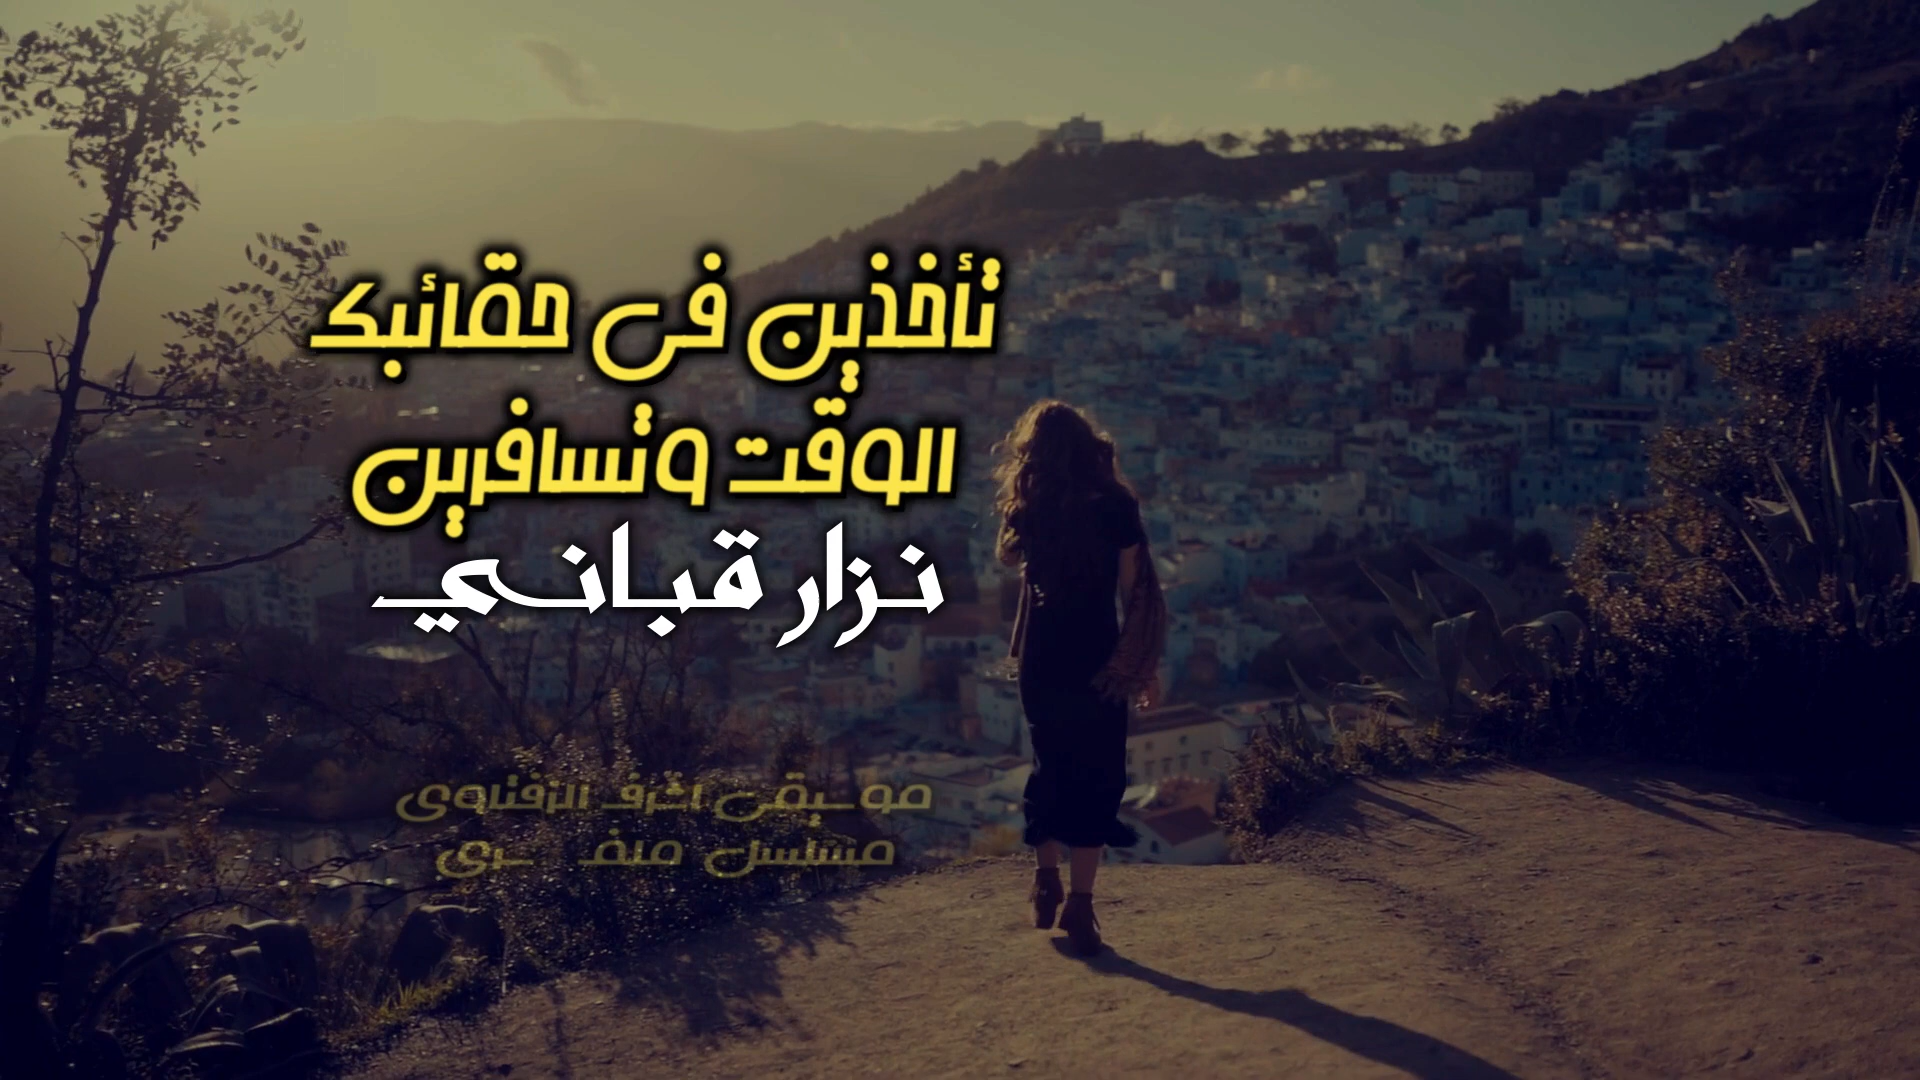 تأخذين فى حقائبك
الوقت وتسافرين
نزار قباني
موسيقى اشرف الزفتاوى
مسلسل